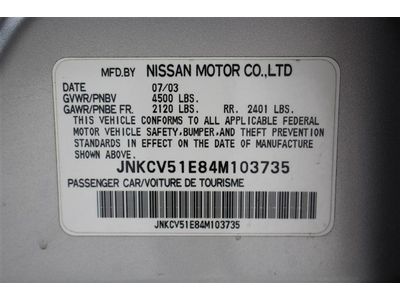 MFD.BY NISSAN MOTOR CO.,LTD
DATE 07/03
GVWR/PNBV 4500 LBS.
GAWR/PNBE FR. 2120 LBS. RR. 2401 LBS.
THIS VEHICLE CONFORMS TO ALL APPLICABLE FEDERAL
MOTOR VEHICLE SAFETY,BUMPER,AND THEFT PREVENTION
STANDARDS IN EFFECT ON THE DATE OF MANUFACTURE
SHOWN ABOVE.
JNKCV51E84M103735
PASSENGER CAR/VOITURE DE TOURISME
JNKCV51E84M103735